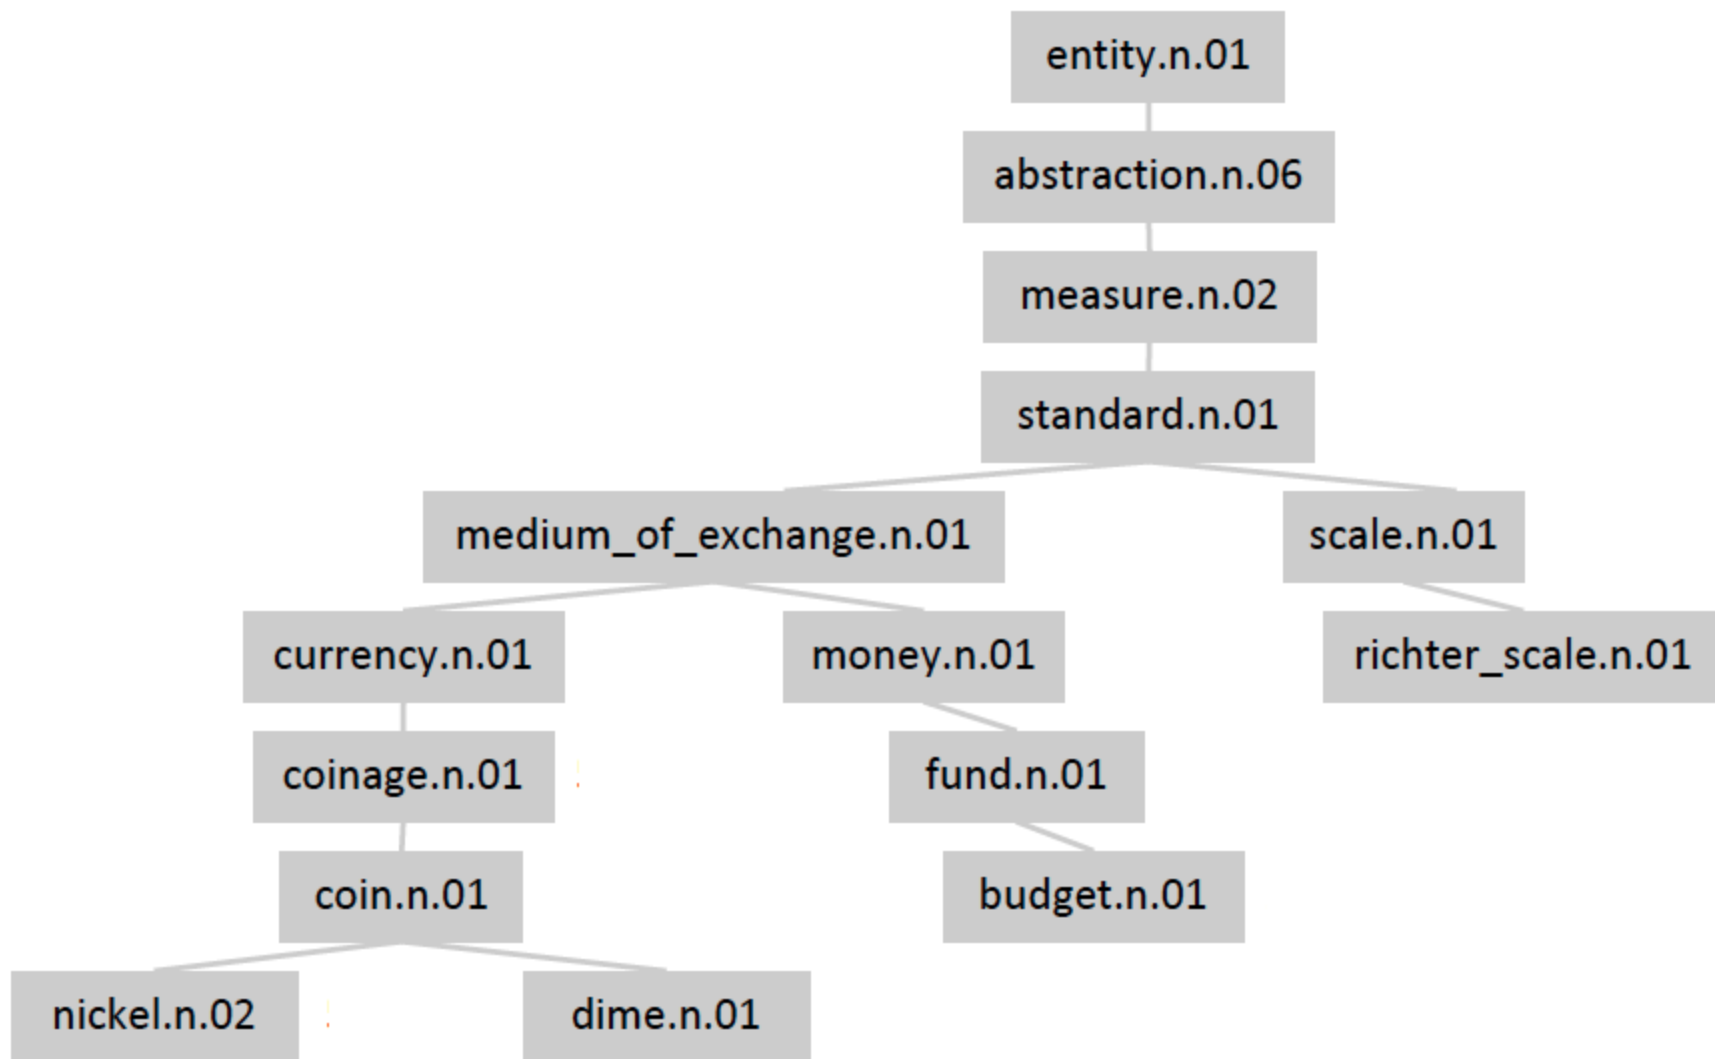 entity.n.01
abstraction.n.06
measure.n.02
standard.n.01
medium_of_exchange.n.01
scale.n.01
currency.n.01
money.n.01
richter_scale.n.01
coinage.n.01
fund.n.01
coin.n.01
budget.n.01
nickel.n.02
dime.n.01